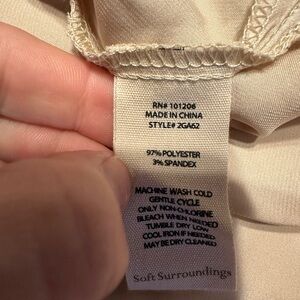 RN# 101206
MADE IN CHINA
STYLE# 2GA62
97% POLYESTER
3% SPANDEX
MACHINE WASH COLD
GENTLE CYCLE
ONLY NON-CHLORINE
BLEACH WHEN NEEDED
TUMBLE DRY LOW
COOL IRON IF NEEDED
MAY BE DRY CLEANED
Soft Surroundings